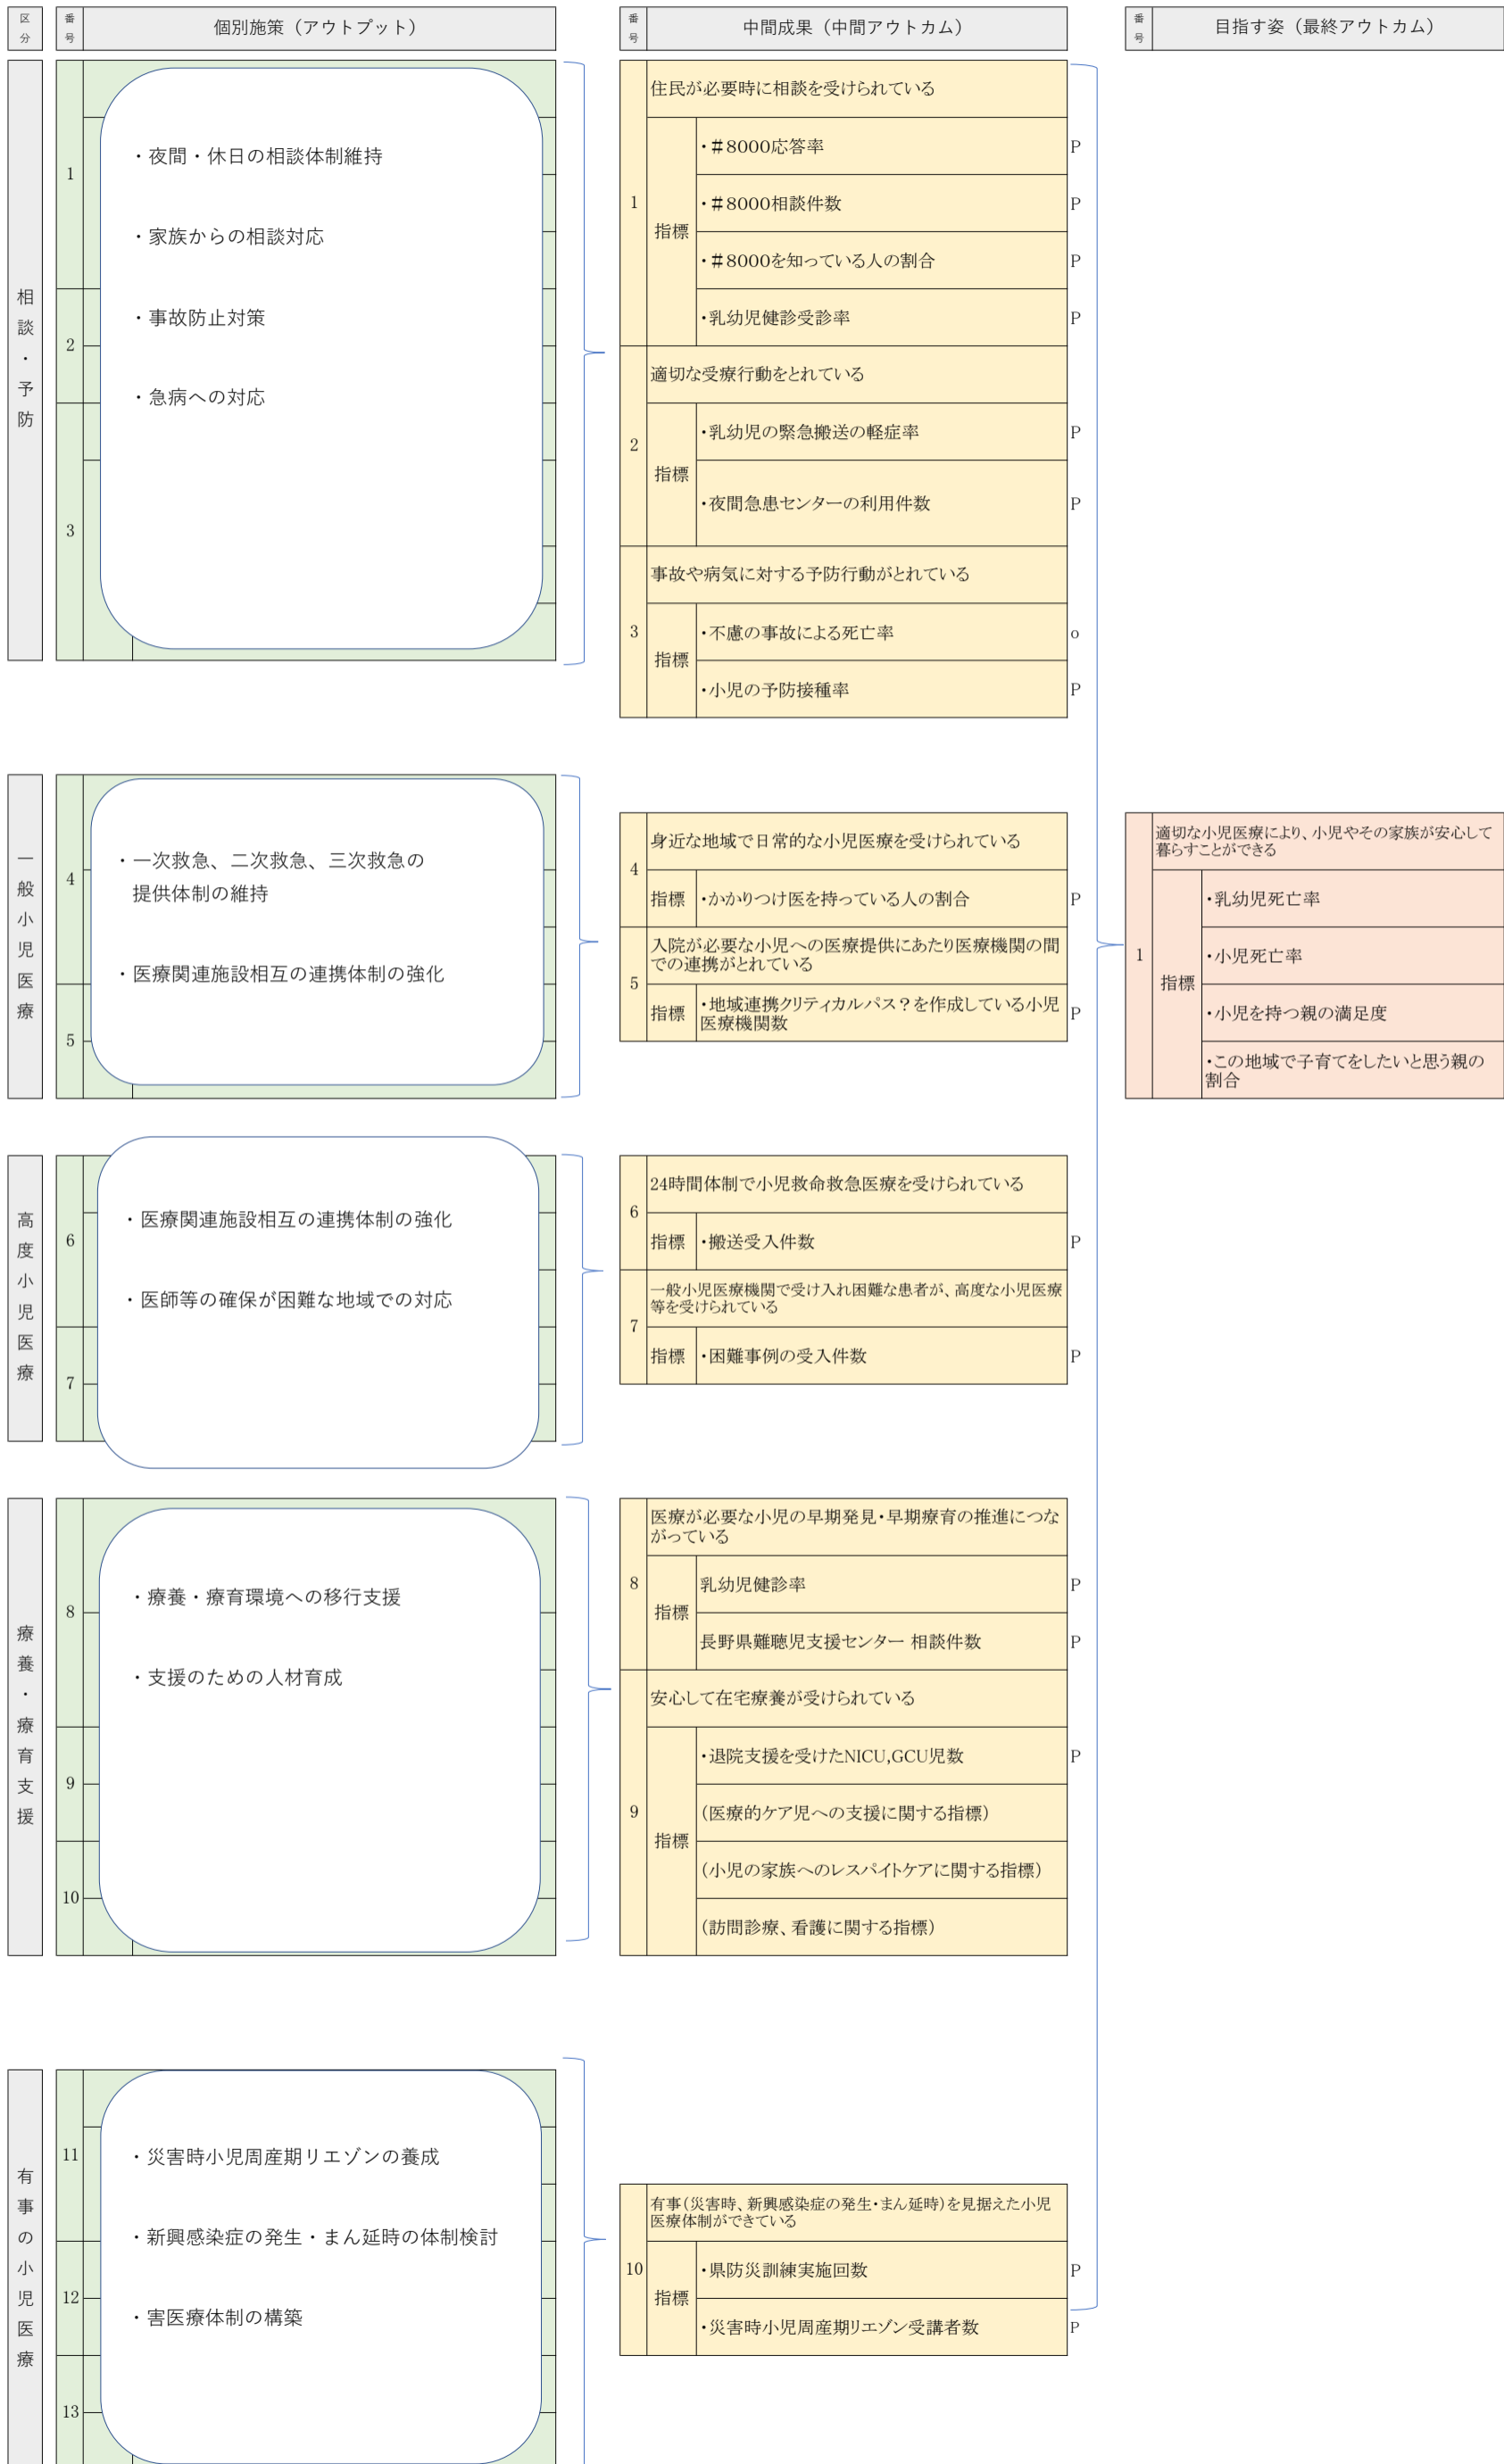 区分
番号
個別施策（アウトプット）
番号
中間成果（中間アウトカム）
番号
目指す姿（最終アウトカム）
相談・予防
1
2
3
・夜間・休日の相談体制維持
・家族からの相談対応
・事故防止対策
・急病への対応
1
住民が必要時に相談を受けられている
指標
・＃8000応答率
P
・＃8000相談件数
P
・＃8000を知っている人の割合
P
・乳幼児健診受診率
P
2
適切な受療行動をとれている
指標
・乳幼児の緊急搬送の軽症率
P
・夜間急患センターの利用件数
P
3
事故や病気に対する予防行動がとれている
指標
・不慮の事故による死亡率
o
・小児の予防接種率
P
一般小児医療
4
5
・一次救急、二次救急、三次救急の
提供体制の維持
・医療関連施設相互の連携体制の強化
4
身近な地域で日常的な小児医療を受けられている
指標
・かかりつけ医を持っている人の割合
P
5
入院が必要な小児への医療提供にあたり医療機関の間
での連携がとれている
指標
・地域連携クリティカルパス？を作成している小児
医療機関数
P
1
適切な小児医療により、小児やその家族が安心して
暮らすことができる
指標
・乳幼児死亡率
・小児死亡率
・小児を持つ親の満足度
・この地域で子育てをしたいと思う親の
割合
高度小児医療
6
7
・医療関連施設相互の連携体制の強化
・医師等の確保が困難な地域での対応
6
24時間体制で小児救命救急医療を受けられている
指標
・搬送受入件数
P
7
一般小児医療機関で受け入れ困難な患者が、高度な小児医療
等を受けられている
指標
・困難事例の受入件数
P
療養・療育支援
8
9
10
・療養・療育環境への移行支援
・支援のための人材育成
8
医療が必要な小児の早期発見・早期療育の推進につな
がっている
指標
乳幼児健診率
P
長野県難聴児支援センター 相談件数
P
9
安心して在宅療養が受けられている
指標
・退院支援を受けたNICU,GCU児数
P
（医療的ケア児への支援に関する指標）
（小児の家族へのレスパイトケアに関する指標）
（訪問診療、看護に関する指標）
有事の小児医療
11
12
13
・災害時小児周産期リエゾンの養成
・新興感染症の発生・まん延時の体制検討
・害医療体制の構築
10
有事（災害時、新興感染症の発生・まん延時）を見据えた小児
医療体制ができている
指標
・県防災訓練実施回数
P
・災害時小児周産期リエゾン受講者数
P